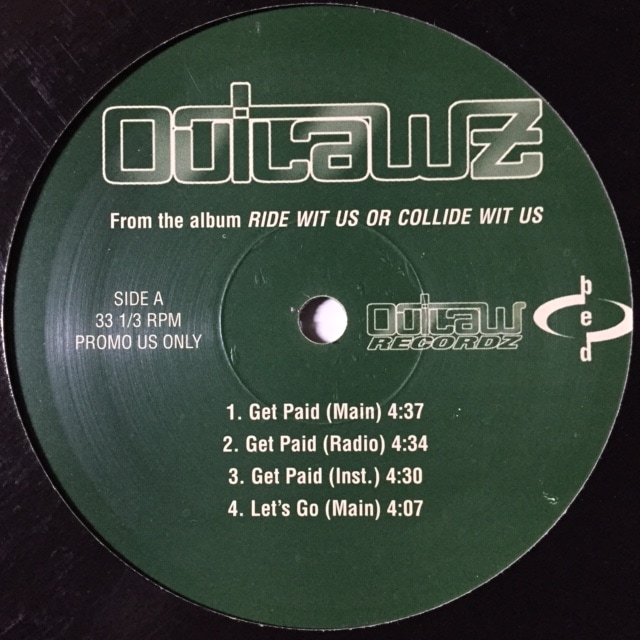 OUTLAWZ
From the album RIDE WIT US OR COLLIDE WIT US
SIDE A
33 1/3 RPM
PROMO US ONLY
OUTLAW
RECORDZ
bed
1. Get Paid (Main) 4:37
2. Get Paid (Radio) 4:34
3. Get Paid (Inst.) 4:30
4. Let's Go (Main) 4:07